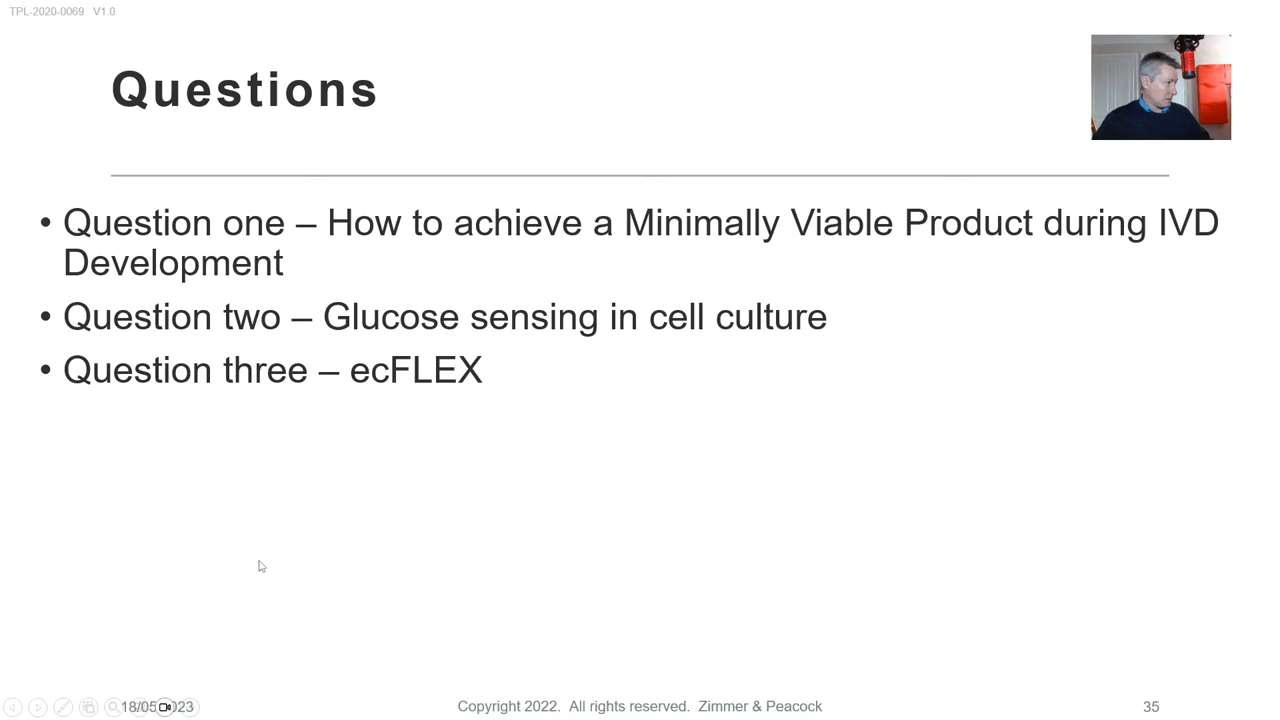 TPL-2020-0069 V1.0
Questions
• Question one – How to achieve a Minimally Viable Product during IVD
Development
• Question two – Glucose sensing in cell culture
• Question three – ecFLEX
18/05/2023
Copyright 2022. All rights reserved. Zimmer & Peacock
35